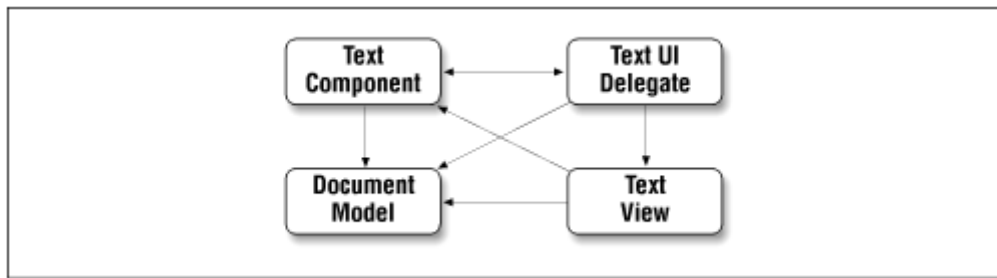 Text
Component
Text UI
Delegate
Document
Model
Text
View